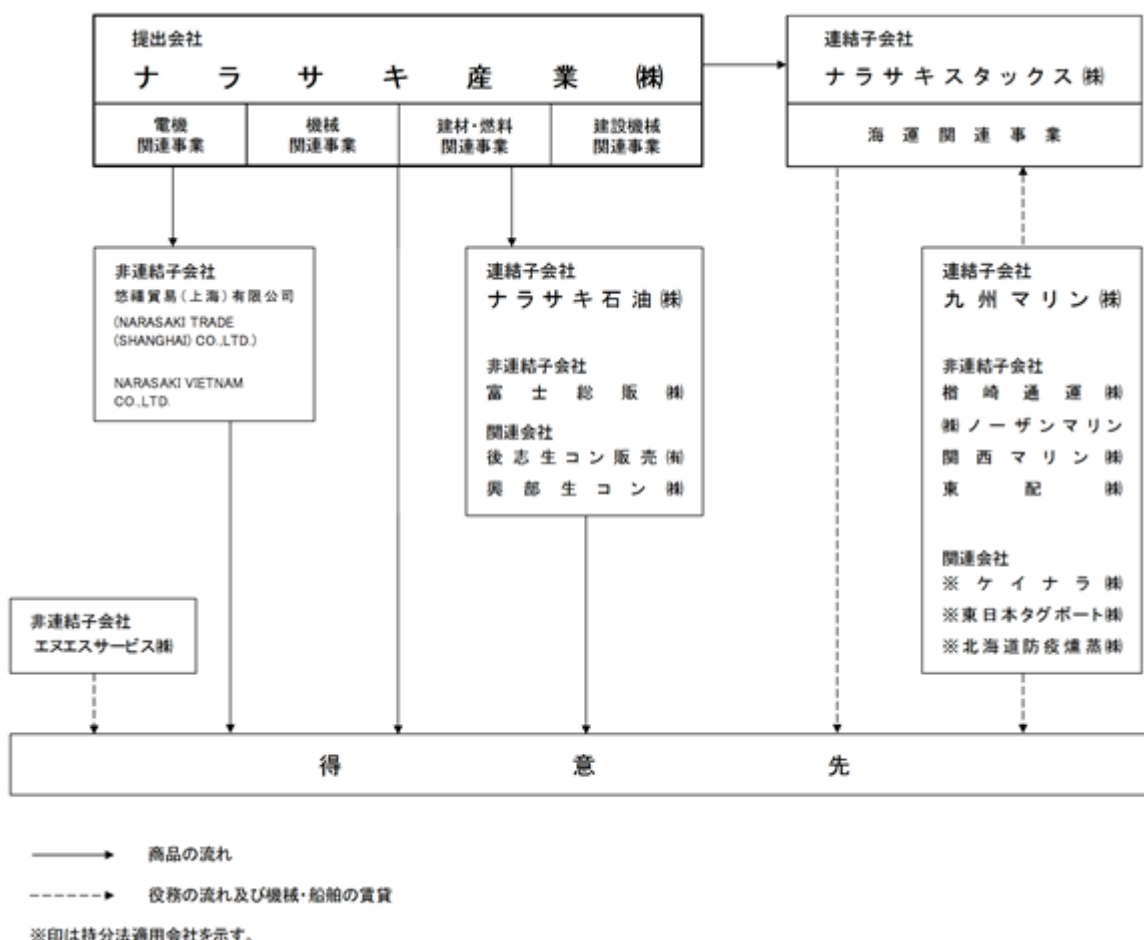 提出会社
ナラサキ産業㈱
電機
関連事業
機械
関連事業
建材・燃料
関連事業
建設機械
関連事業
連結子会社
ナラサキスタックス㈱
海運関連事業
非連結子会社
悠禧貿易(上海)有限公司
(NARASAKI TRADE
(SHANGHAI) CO.,LTD.)
NARASAKI VIETNAM
CO.,LTD.
連結子会社
ナラサキ石油㈱
非連結子会社
富士総販㈱
関連会社
後志生コン販売㈲
興部生コン㈱
連結子会社
九州マリン㈱
非連結子会社
楢崎通運㈱
㈱ノーザンマリン
関西マリン㈱
東配㈱
関連会社
※ケイナラ㈱
※東日本タグボート㈱
※北海道防疫燻蒸㈱
非連結子会社
エヌエスサービス㈱
得意先
商品の流れ
役務の流れ及び機械・船舶の賃貸
※印は持分法適用会社を示す。